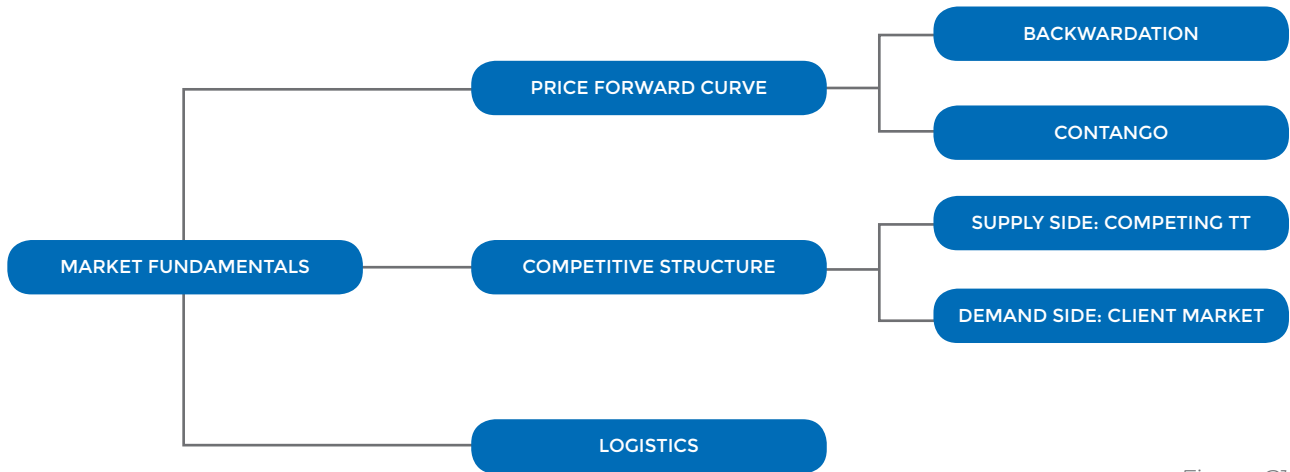 BACKWARDATION
PRICE FORWARD CURVE
CONTANGO
SUPPLY SIDE: COMPETING TT
MARKET FUNDAMENTALS
COMPETITIVE STRUCTURE
DEMAND SIDE: CLIENT MARKET
LOGISTICS